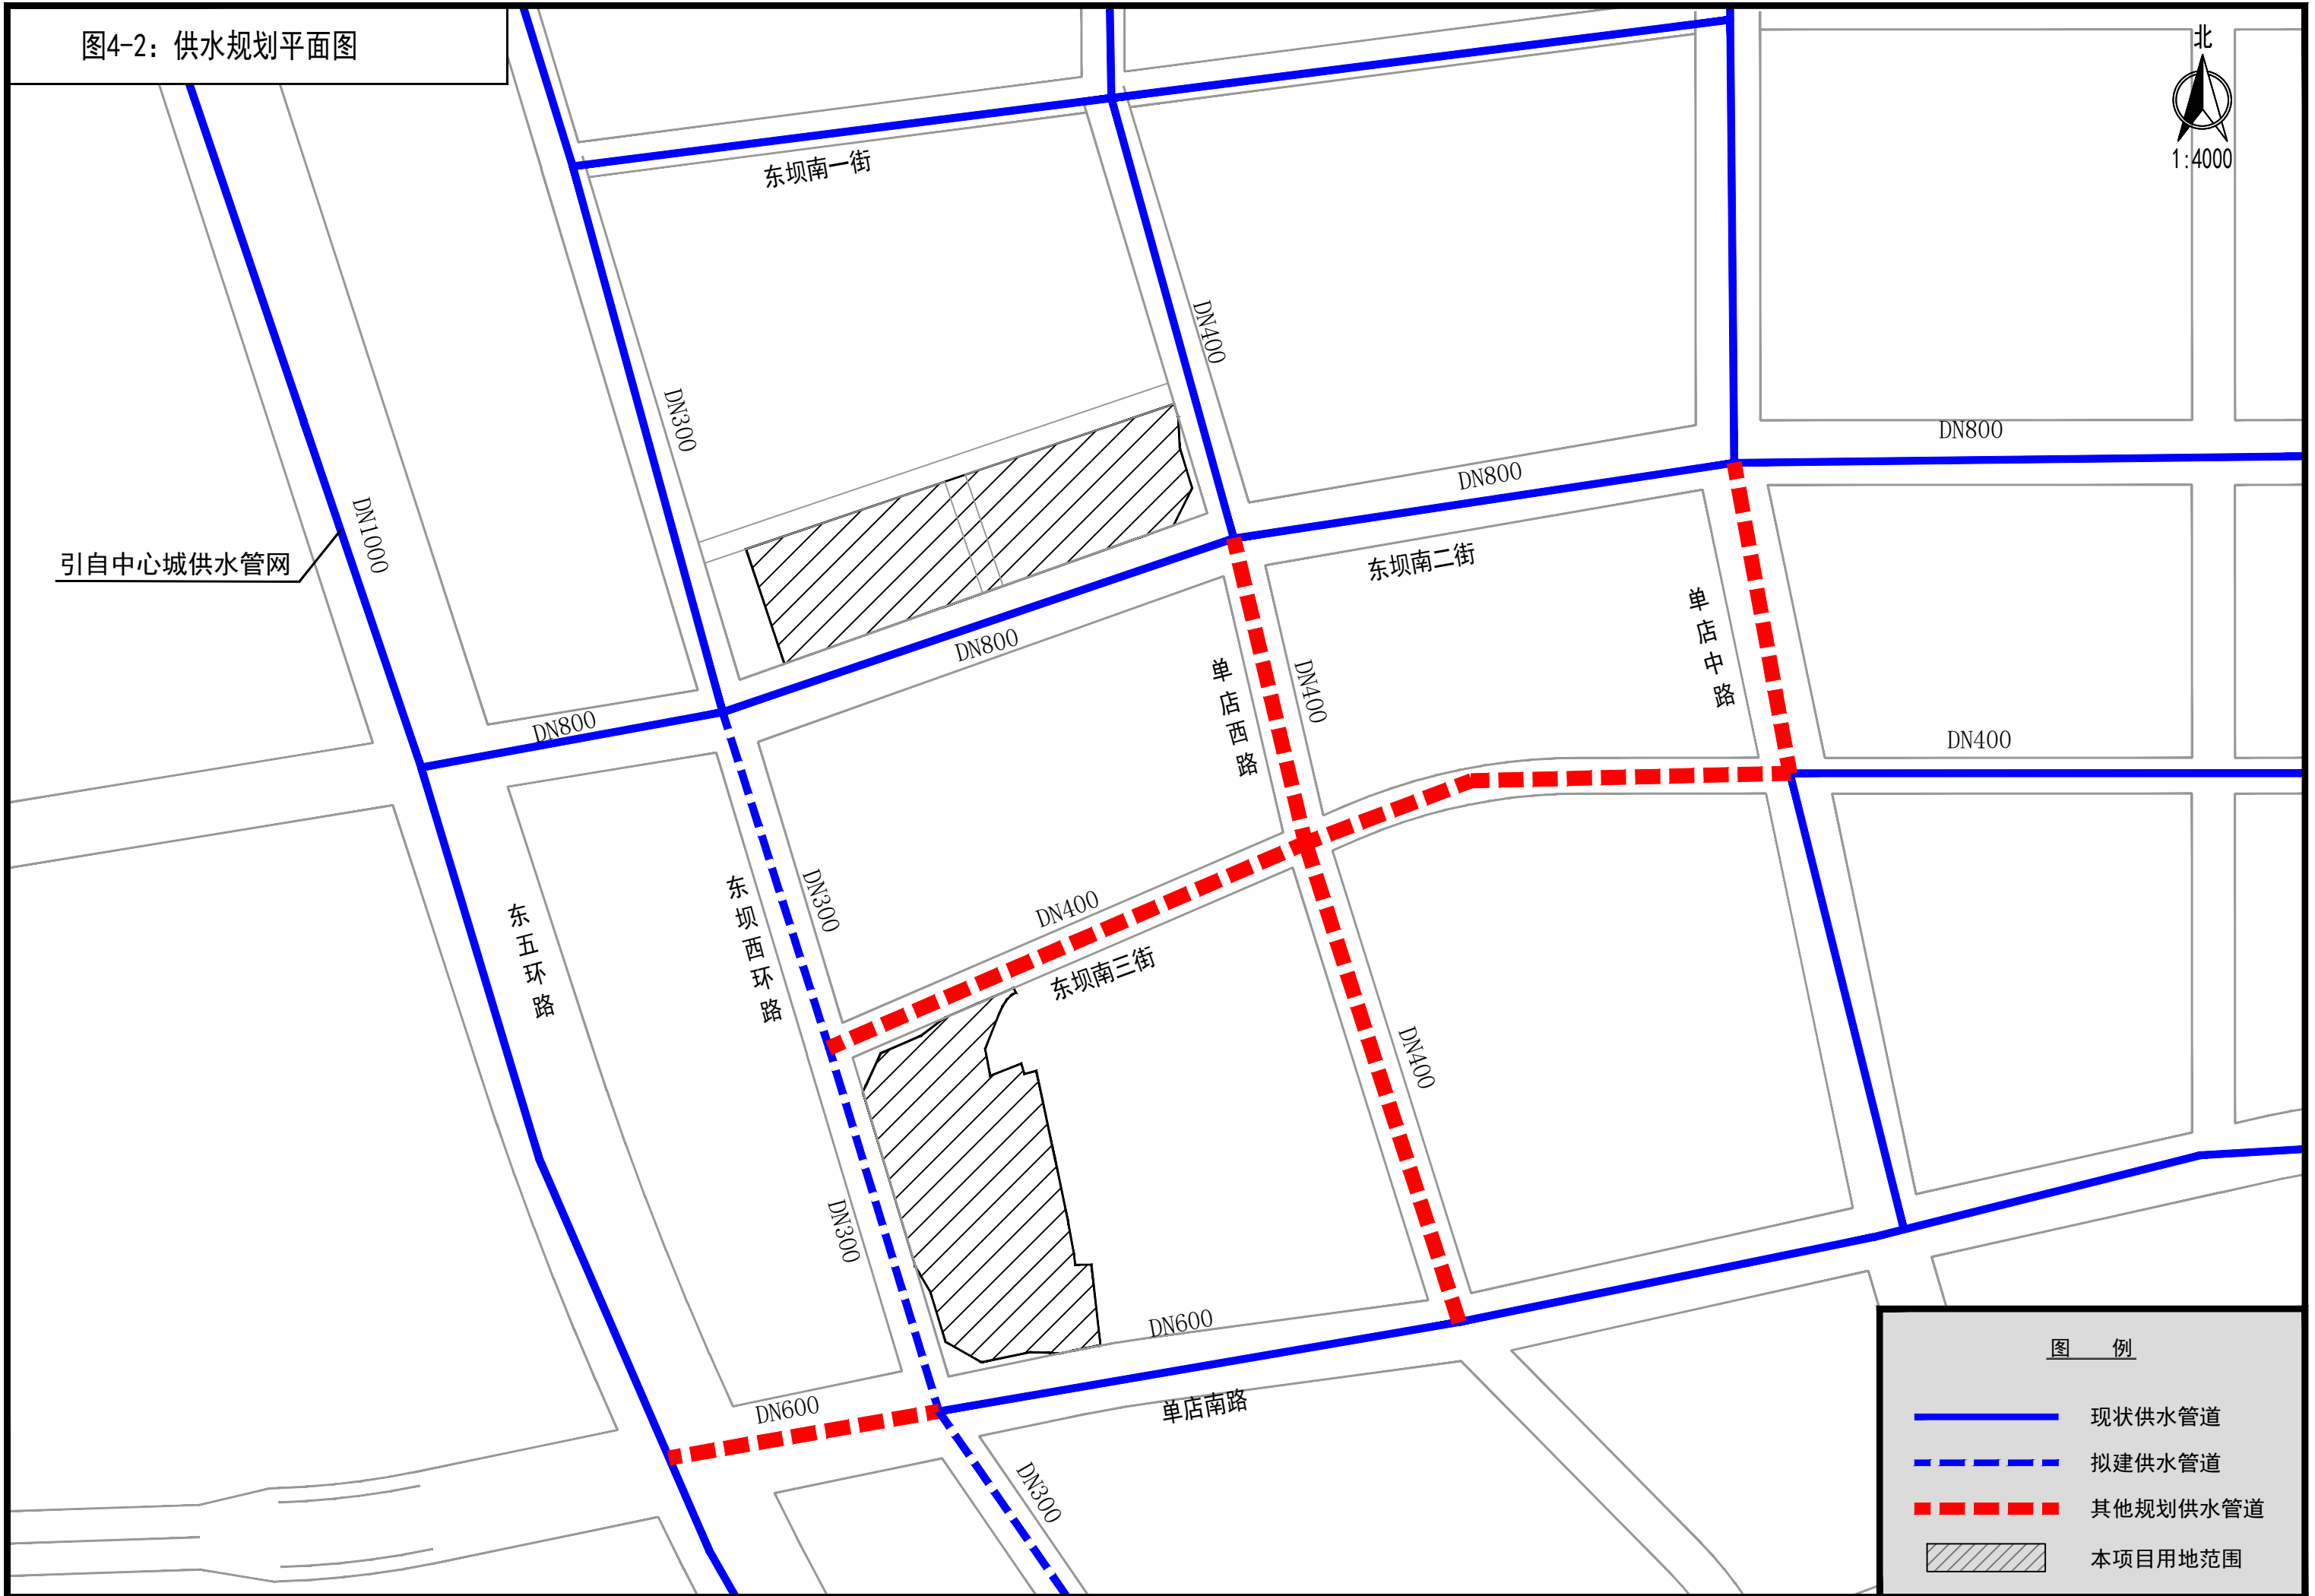 图4-2：供水规划平面图
北
1:4000
东坝南一街
DN400
DN300
DN800
DN800
DN1000
引自中心城供水管网
东坝南二街
单店中路
DN800
单店西路
DN400
DN800
DN400
东坝西环路
DN300
DN400
东五环路
东坝南三街
DN400
DN300
DN600
DN600
单店南路
DN300
图 例
现状供水管道
拟建供水管道
其他规划供水管道
本项目用地范围